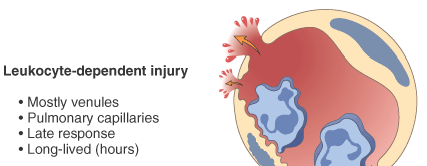 Leukocyte-dependent injury
• Mostly venules
• Pulmonary capillaries
• Late response
• Long-lived (hours)